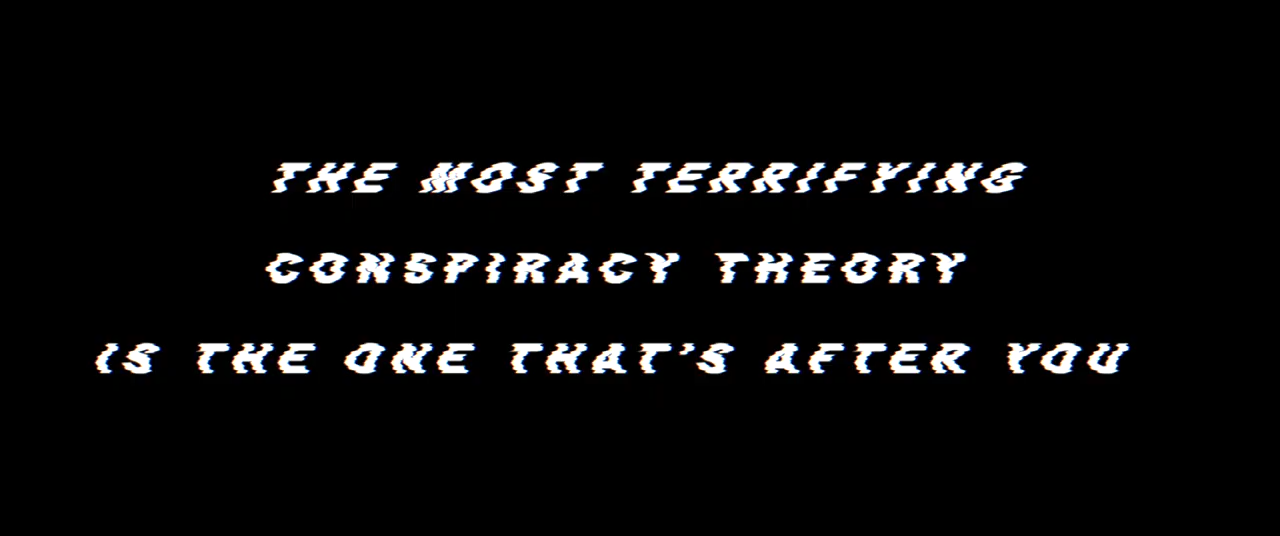 THE MOST TERRIFYING
CONSPIRACY THEORY
IS THE ONE THAT'S AFTER YOU